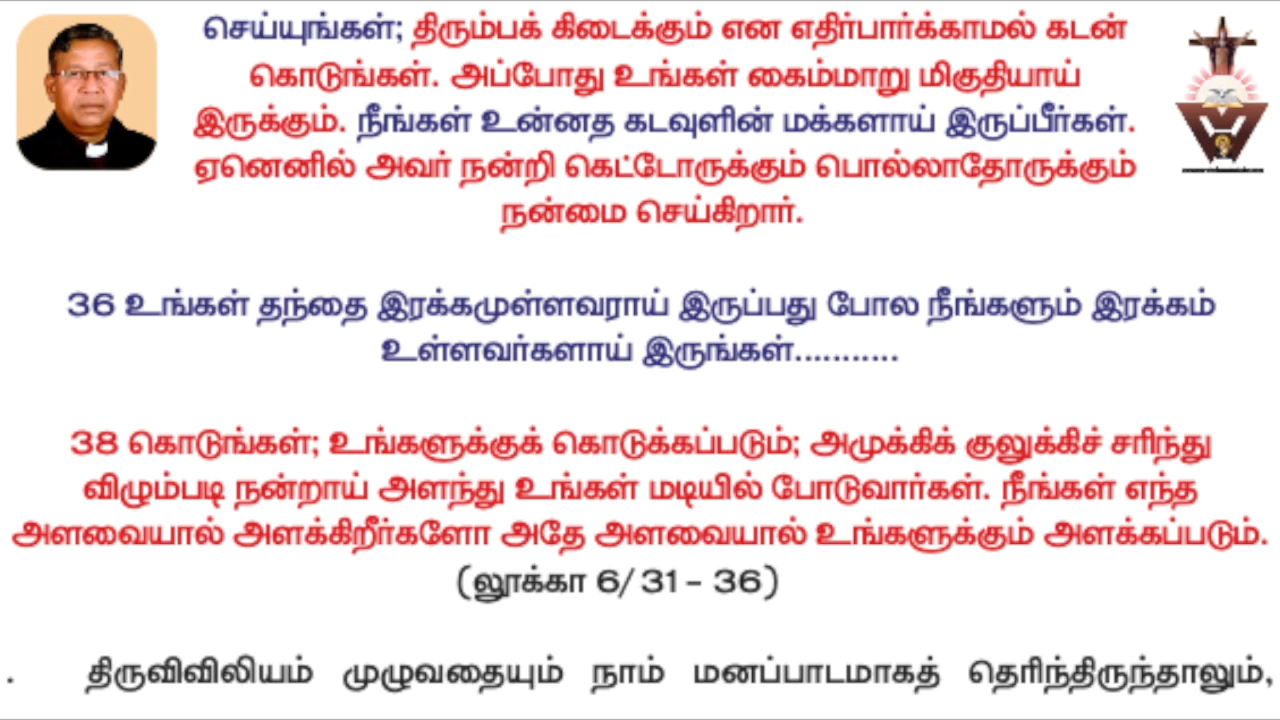 செய்யுங்கள்; திரும்பக் கிடைக்கும் என எதிர்பார்க்காமல் கடன்
கொடுங்கள். அப்போது உங்கள் கைம்மாறு மிகுதியாய்
இருக்கும். நீங்கள் உன்னத கடவுளின் மக்களாய் இருப்பீர்கள்.
ஏனெனில் அவர் நன்றி கெட்டோருக்கும் பொல்லாதோருக்கும்
நன்மை செய்கிறார்.
36 உங்கள் தந்தை இரக்கமுள்ளவராய் இருப்பது போல நீங்களும் இரக்கம்
உள்ளவர்களாய் இருங்கள்...........
38 கொடுங்கள்; உங்களுக்குக் கொடுக்கப்படும்; அமுக்கிக் குலுக்கிச் சரிந்து
விழும்படி நன்றாய் அளந்து உங்கள் மடியில் போடுவார்கள். நீங்கள் எந்த
அளவையால் அளக்கிறீர்களோ அதே அளவையால் உங்களுக்கும் அளக்கப்படும்.
(லூக்கா 6/31 - 36)
. திருவிவிலியம் முழுவதையும் நாம் மனப்பாடமாகத் தெரிந்திருந்தாலும்,